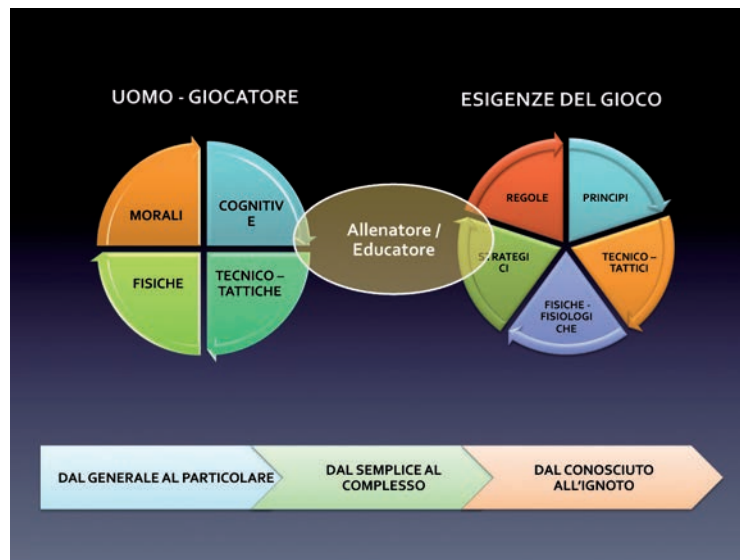 UOMO - GIOCATORE
MORALI
COGNITIV
E
FISICHE
TECNICO –
TATTICHE
Allenatore /
Educatore
ESIGENZE DEL GIOCO
REGOLE
PRINCIPI
STRATEGI
CI
TECNICO –
TATTICI
FISICHE -
FISIOLOGI
CHE
DAL GENERALE AL PARTICOLARE
DAL SEMPLICE AL
COMPLESSO
DAL CONOSCIUTO
ALL'IGNOTO